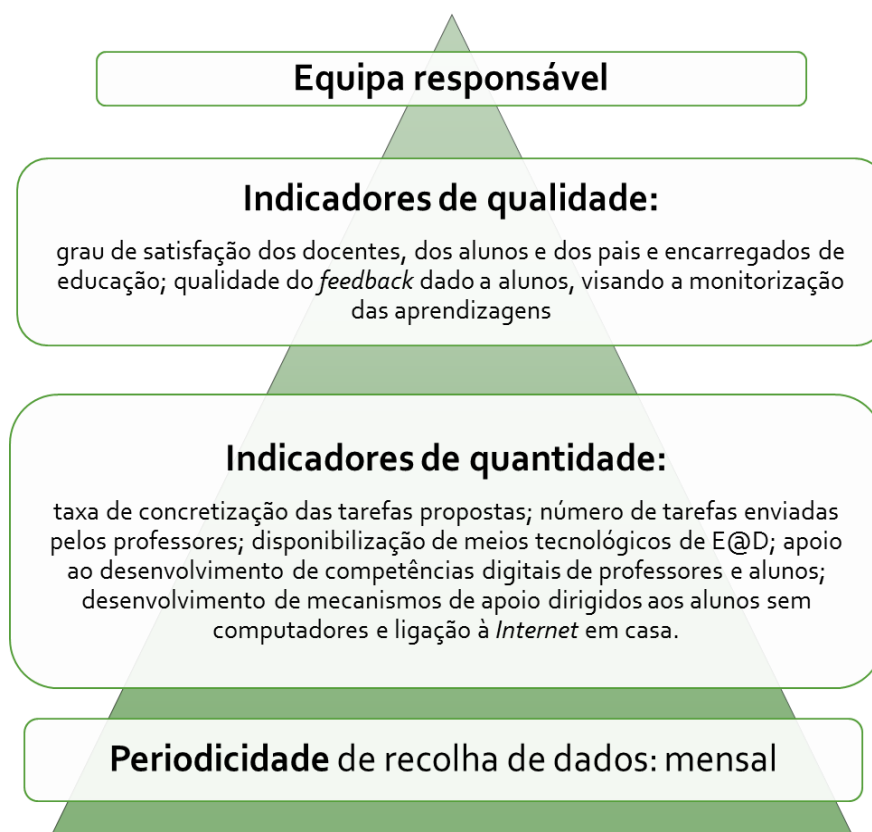 Equipa responsável
Indicadores de qualidade:
grau de satisfação dos docentes, dos alunos e dos pais e encarregados de
educação; qualidade do feedback dado a alunos, visando a monitorização
das aprendizagens
Indicadores de quantidade:
taxa de concretização das tarefas propostas; número de tarefas enviadas
pelos professores; disponibilização de meios tecnológicos de E@D; apoio
ao desenvolvimento de competências digitais de professores e alunos;
desenvolvimento de mecanismos de apoio dirigidos aos alunos sem
computadores e ligação à Internet em casa.
Periodicidade de recolha de dados: mensal